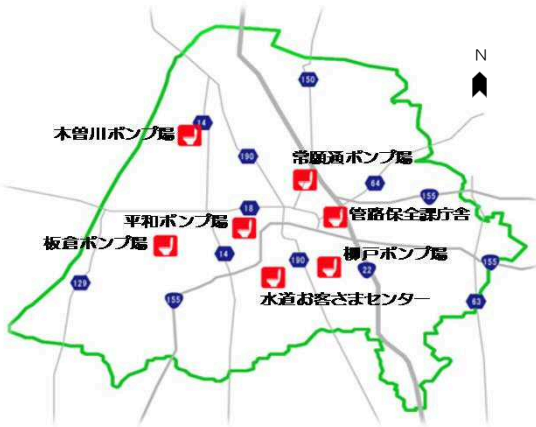 N
150
14
木曽川ポンプ場
190
常願通ポンプ場
64
155
18
管路保全課庁舎
平和ポンプ場
板倉ポンプ場
14
190
柳戸ポンプ場
22
155
129
水道お客さまセンター
155
63